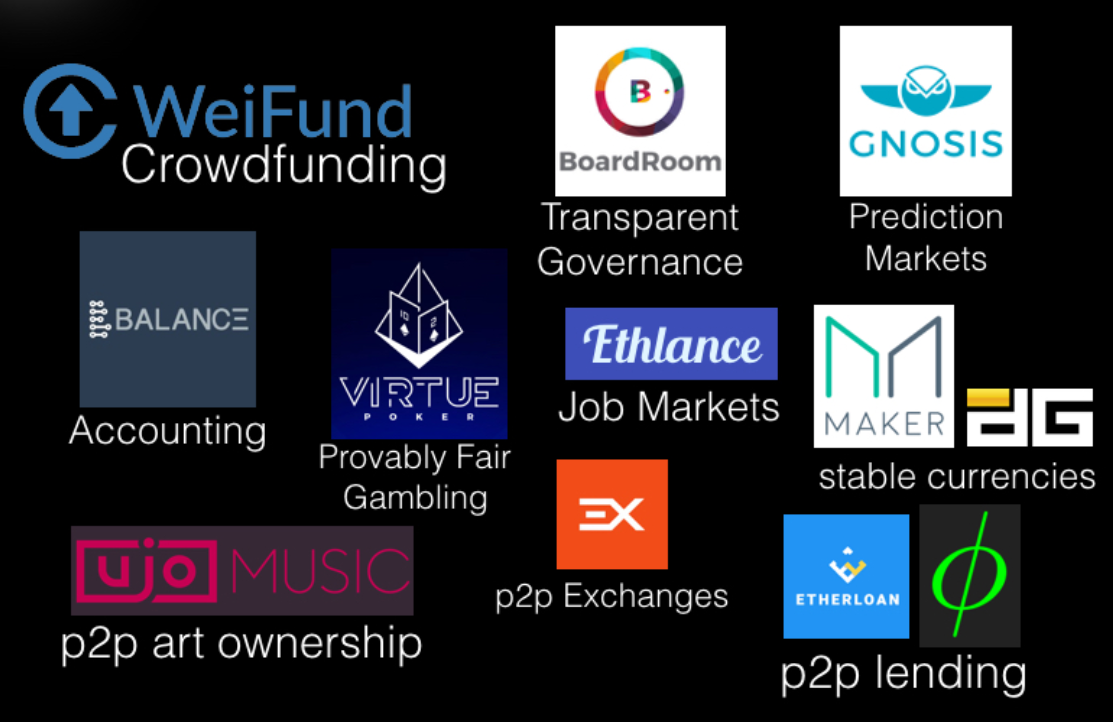 WeiFund
Crowdfunding
B
BoardRoom
Transparent
Governance
GNOSIS
Prediction
Markets
BALANCE
Accounting
VIRTUE
POKER
Provably Fair
Gambling
Ethlance
Job Markets
MAKER
DG
stable currencies
EX
p2p Exchanges
ujo MUSIC
p2p art ownership
ETHERLOAN
p2p lending